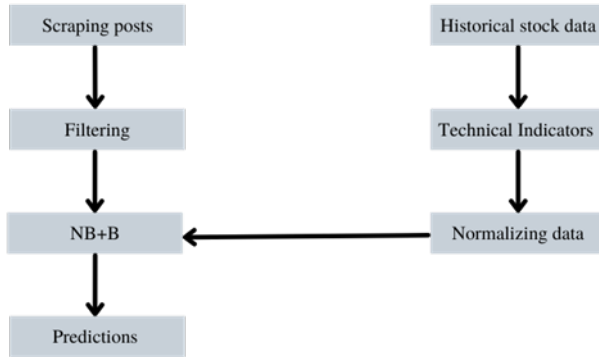 Scraping posts
Historical stock data
Filtering
Technical Indicators
NB+B
Normalizing data
Predictions